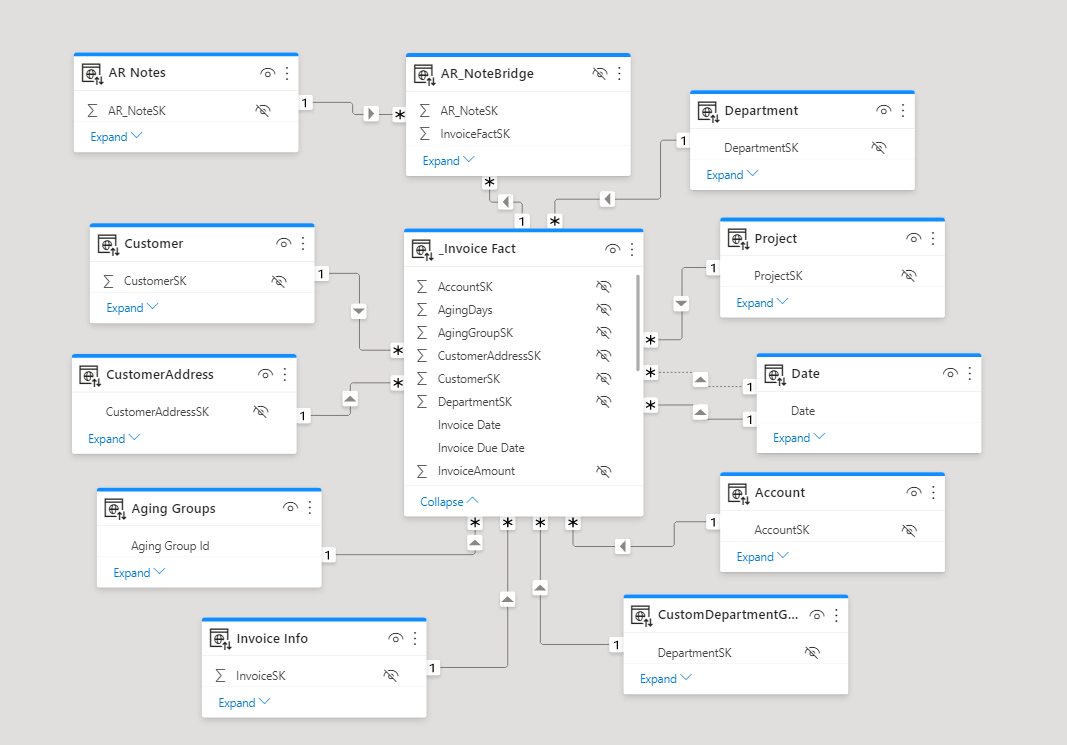 AR Notes
AR_NoteSK
Expand
1
*
AR_NoteBridge
AR_NoteSK
InvoiceFactSK
Expand
*
1
Department
DepartmentSK
Expand
1
*
Customer
CustomerSK
Expand
1
*
_Invoice Fact
AccountSK
AgingDays
AgingGroupSK
CustomerAddressSK
CustomerSK
DepartmentSK
Invoice Date
Invoice Due Date
InvoiceAmount
Collapse
Project
ProjectSK
Expand
1
*
CustomerAddress
CustomerAddressSK
Expand
1
*
Date
Date
Expand
1
*
1
*
Aging Groups
Aging Group Id
Expand
1
*
*
*
*
Account
AccountSK
Expand
1
Invoice Info
InvoiceSK
Expand
1
CustomDepartmentG...
DepartmentSK
Expand
1